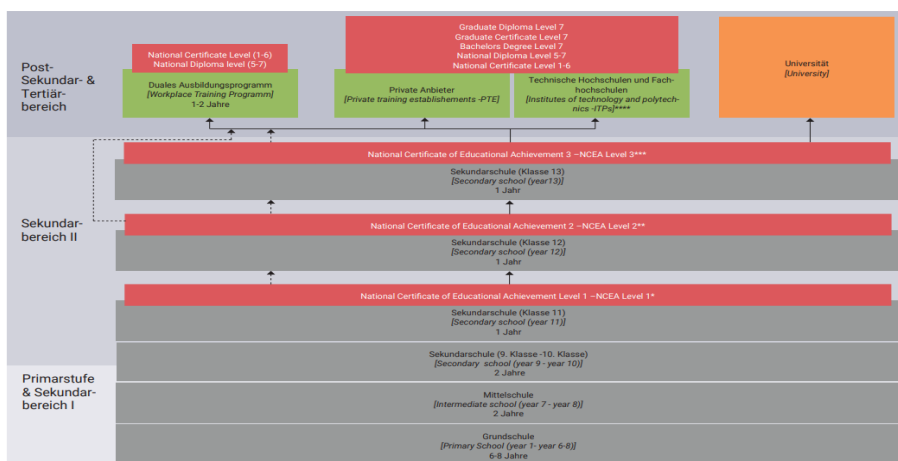 Post-
Sekundar- &
Tertiär-
bereich
National Certificate Level (1-6)
National Diploma level (5-7)
Duales Ausbildungsprogramm
[Workplace Training Programm]
1-2 Jahre
Graduate Diploma Level 7
Graduate Certificate Level 7
Bachelors Degree Level 7
National Diploma Level 5-7
National Certificate Level 1-6
Private Anbieter
[Private training establishements -PTE]
Technische Hochschulen und Fach-
hochschulen
[Institutes of technology and polytech-
nics -ITPs]****
Universität
[University]
Sekundar-
bereich II
National Certificate of Educational Achievement 3 –NCEA Level 3***
Sekundarschule (Klasse 13)
[Secondary school (year13)]
1 Jahr
National Certificate of Educational Achievement 2 –NCEA Level 2**
Sekundarschule (Klasse 12)
[Secondary school (year 12)]
1 Jahr
National Certificate of Educational Achievement Level 1 –NCEA Level 1*
Sekundarschule (Klasse 11)
[Secondary school (year 11)]
1 Jahr
Sekundarschule (9. Klasse -10. Klasse)
[Secondary  school (year 9 - year 10)]
2 Jahre
Primarstufe
& Sekundar-
bereich I
Mittelschule
[Intermediate school (year 7 - year 8)]
2 Jahre
Grundschule
[Primary School (year 1- year 6-8)]
6-8 Jahre